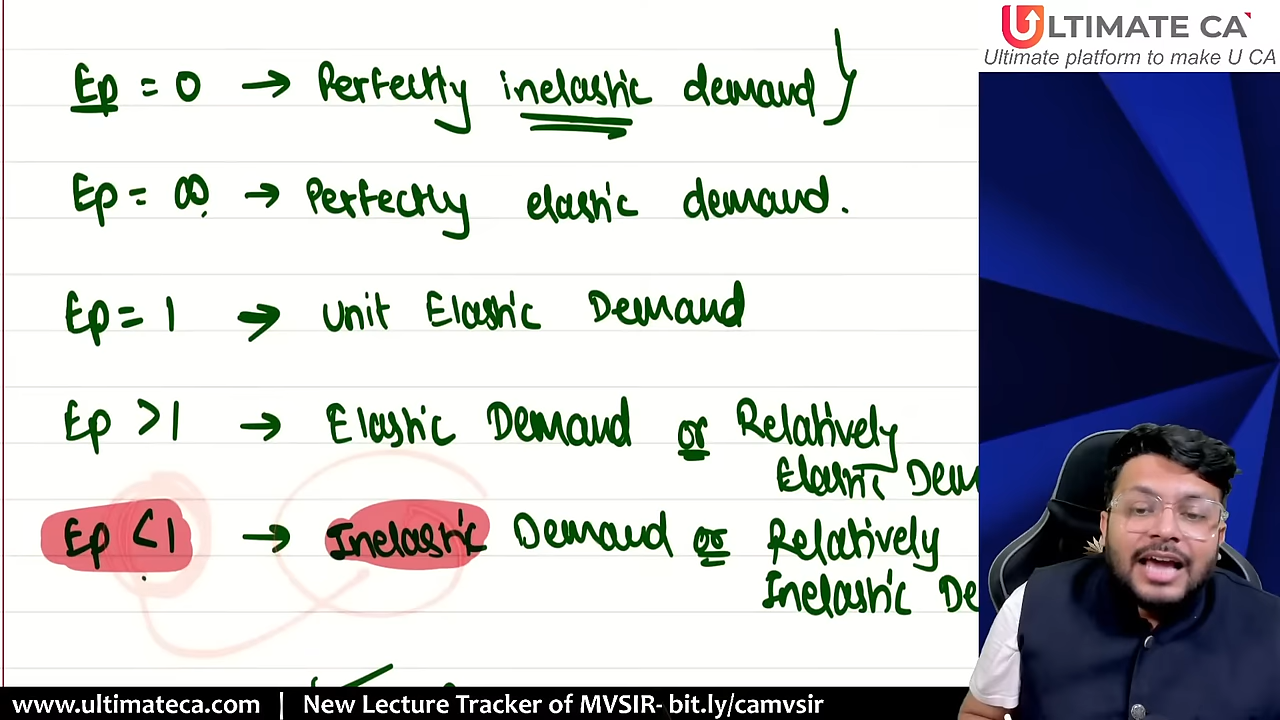 Ep = 0 → Perfectly inelastic demand }
Ep = ∞ → Perfectly elastic demand.
Ep = 1 → Unit Elastic Demand
Ep > 1 → Elastic Demand or Relatively
Elastic Dem
Ep < 1 → Inelastic Demand or Relatively
Inelastic De
ULTIMATE CA
Ultimate platform to make U CA
www.ultimateca.com | New Lecture Tracker of MVSIR- bit.ly/camvsir